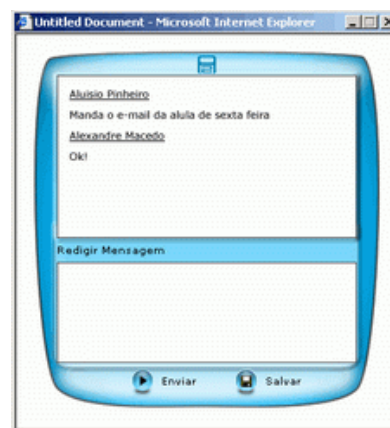 Untitled Document - Microsoft Internet Explorer
Aluisio Pinheiro
Manda o e-mail da alula de sexta feira
Alexandre Macedo
Ok!
Redigir Mensagem
Enviar
Salvar